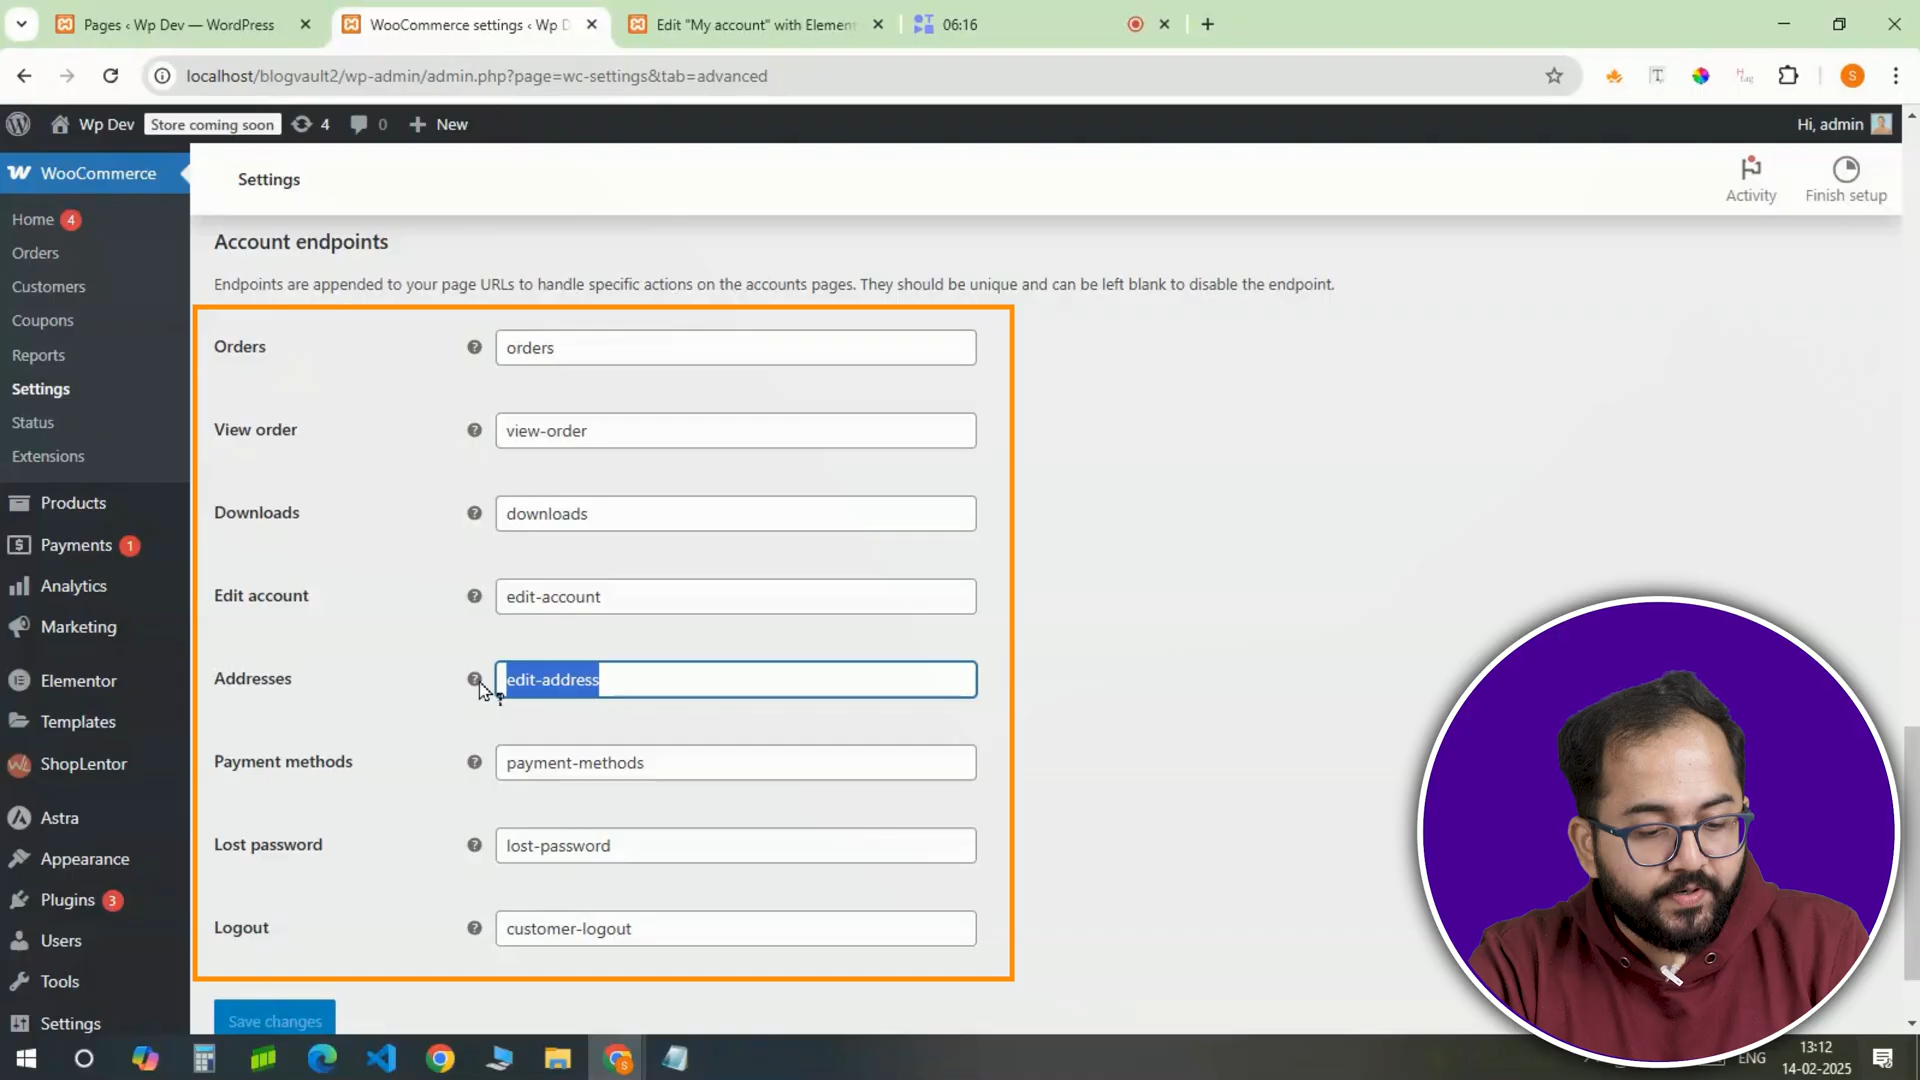 Pages ‹ Wp Dev — WordPress
WooCommerce settings ‹ Wp D
Edit "My account" with Elemen
06:16
localhost/blogvault2/wp-admin/admin.php?page=wc-settings&tab=advanced
S
Wp Dev
Store coming soon
4
0
New
Hi, admin
WooCommerce
Settings
Activity
Finish setup
Home 4
Orders
Customers
Coupons
Reports
Settings
Status
Extensions
Products
Payments 1
Analytics
Marketing
Elementor
Templates
ShopLentor
Astra
Appearance
Plugins 3
Users
Tools
Settings
Account endpoints
Endpoints are appended to your page URLs to handle specific actions on the accounts pages. They should be unique and can be left blank to disable the endpoint.
Orders
orders
View order
view-order
Downloads
downloads
Edit account
edit-account
Addresses
edit-address
Payment methods
payment-methods
Lost password
lost-password
Logout
customer-logout
Save changes
ENG
13:12
14-02-2025